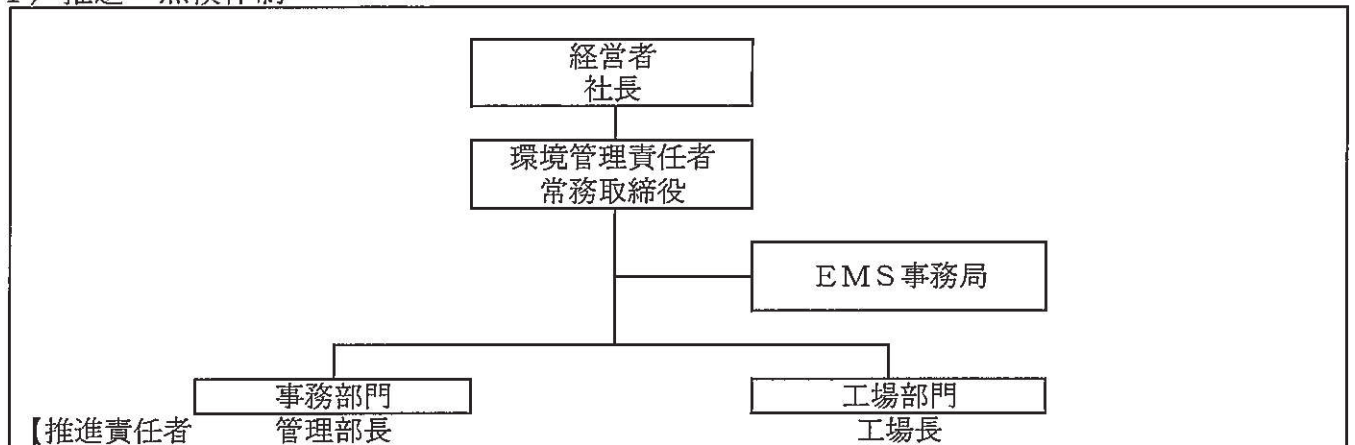 経営者
社長
環境管理責任者
常務取締役
EMS事務局
事務部門 工場部門
【推進責任者 管理部長 工場長